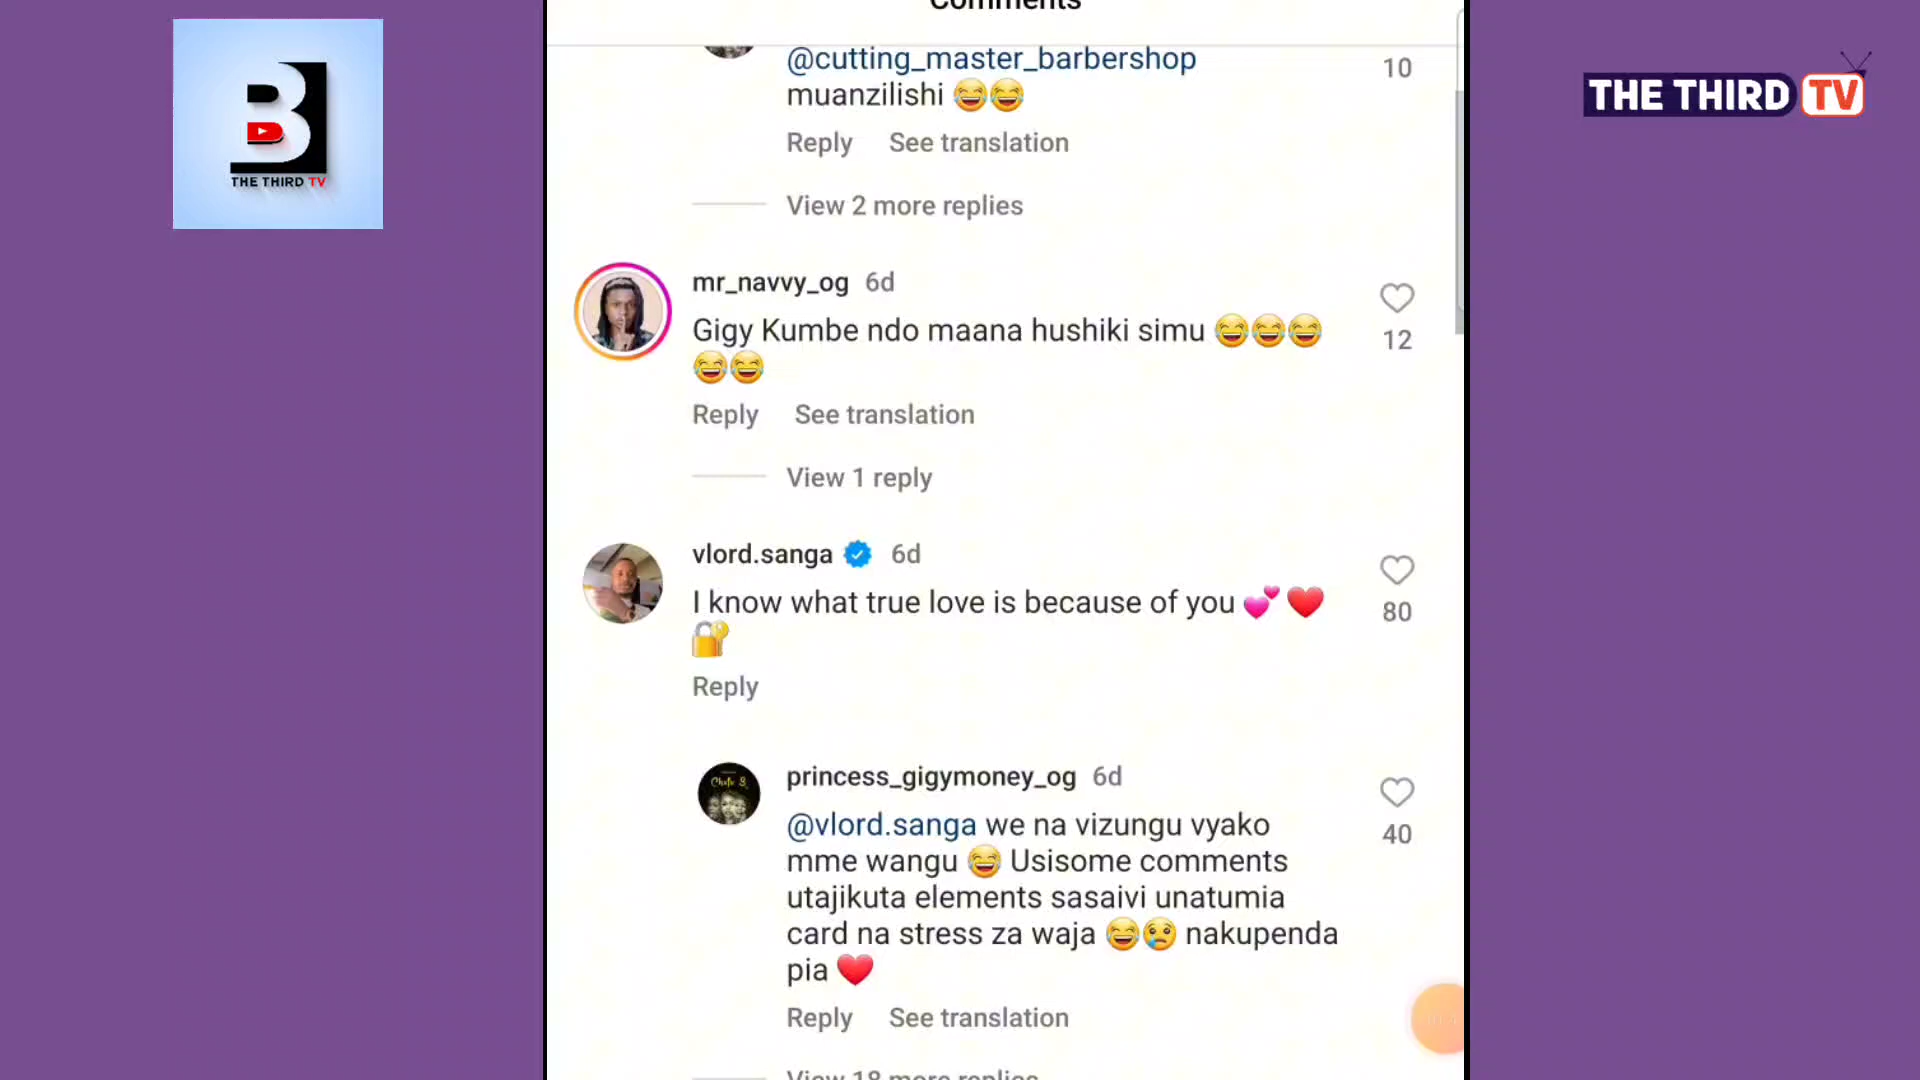 Comments
THE THIRD TV
THE THIRD TV
@cutting_master_barbershop
10
muanzilishi 😂😂
Reply See translation
View 2 more replies
mr_navvy_og 6d
Gigy Kumbe ndo maana hushiki simu 😂😂😂
12
😂😂
Reply See translation
View 1 reply
vlord.sanga 6d
I know what true love is because of you 💕❤️
80
🔐
Reply
princess_gigymoney_og 6d
@vlord.sanga we na vizungu vyako
40
mme wangu 😂 Usisome comments
utajikuta elements sasaivi unatumia
card na stress za waja 😂😢 nakupenda
pia ❤️
Reply See translation
View 18 more replies